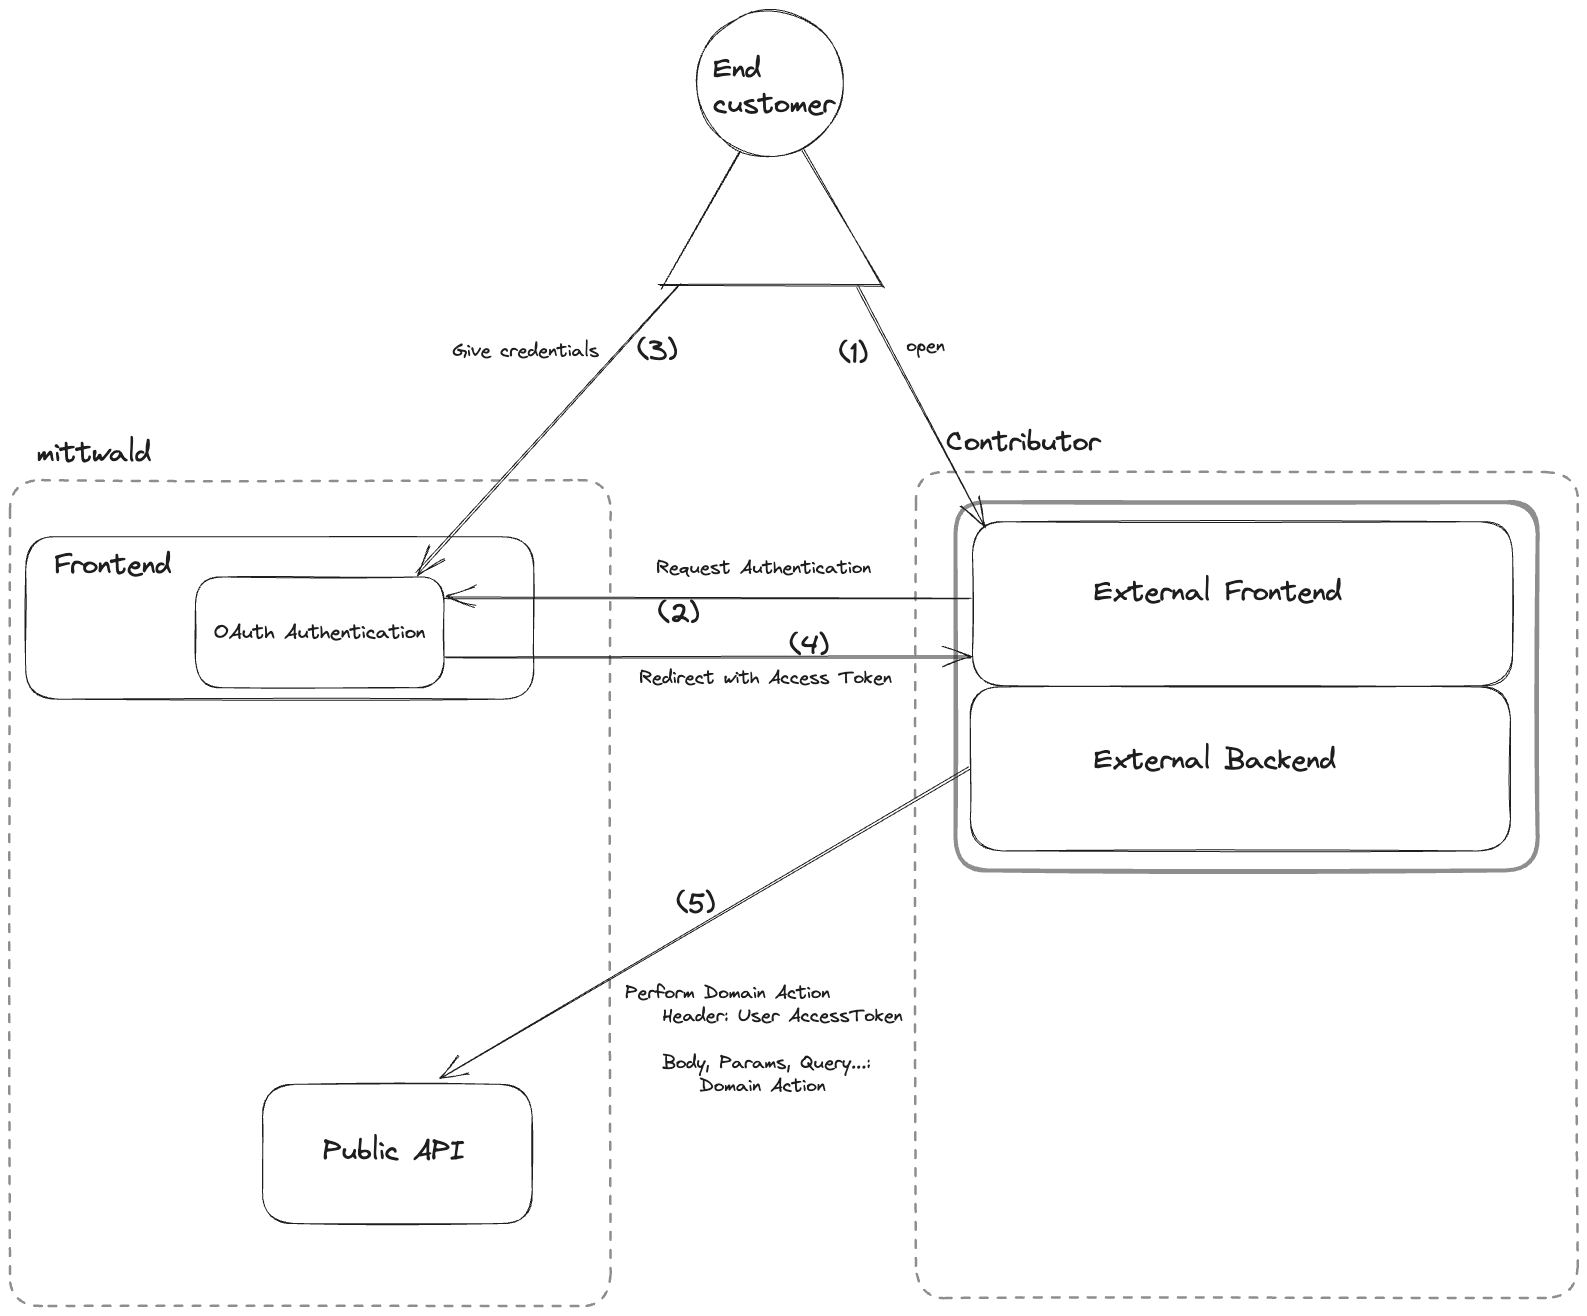 End
customer
Give credentials
(3)
(1)
open
mittwald
Contributor
Frontend
OAuth Authentication
Request Authentication
(2)
(4)
Redirect with Access Token
External Frontend
External Backend
(5)
Perform Domain Action
Header: User AccessToken
Body, Params, Query...:
Domain Action
Public API